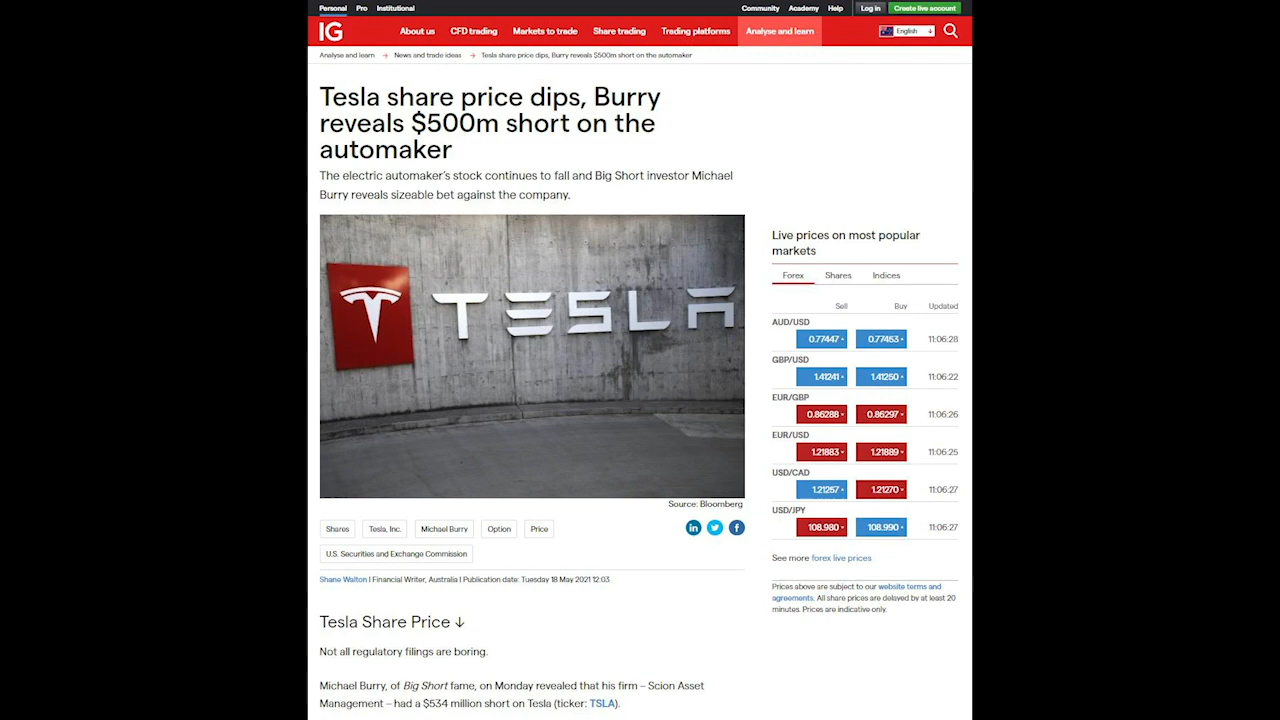 Personal Pro Institutional Community Academy Help Log in Create live account
IG About us CFD trading Markets to trade Share trading Trading platforms Analyse and learn English
Analyse and learn → News and trade ideas → Tesla share price dips, Burry reveals $500m short on the automaker
Tesla share price dips, Burry
reveals $500m short on the
automaker
The electric automaker's stock continues to fall and Big Short investor Michael
Burry reveals sizeable bet against the company.
TESLA
Source: Bloomberg
Shares Tesla, Inc. Michael Burry Option Price
U.S. Securities and Exchange Commission
Shane Walton | Financial Writer, Australia | Publication date: Tuesday 18 May 2021 12:03
Tesla Share Price ↓
Not all regulatory filings are boring.
Michael Burry, of Big Short fame, on Monday revealed that his firm – Scion Asset
Management – had a $534 million short on Tesla (ticker: TSLA).
Live prices on most popular
markets
Forex Shares Indices
Sell Buy Updated
AUD/USD
0.77447 0.77453 11:06:28
GBP/USD
1.41241 1.41250 11:06:22
EUR/GBP
0.86288 0.86297 11:06:26
EUR/USD
1.21883 1.21889 11:06:25
USD/CAD
1.21257 1.21270 11:06:27
USD/JPY
108.980 108.990 11:06:27
See more forex live prices
Prices above are subject to our website terms and
agreements. All share prices are delayed by at least 20
minutes. Prices are indicative only.